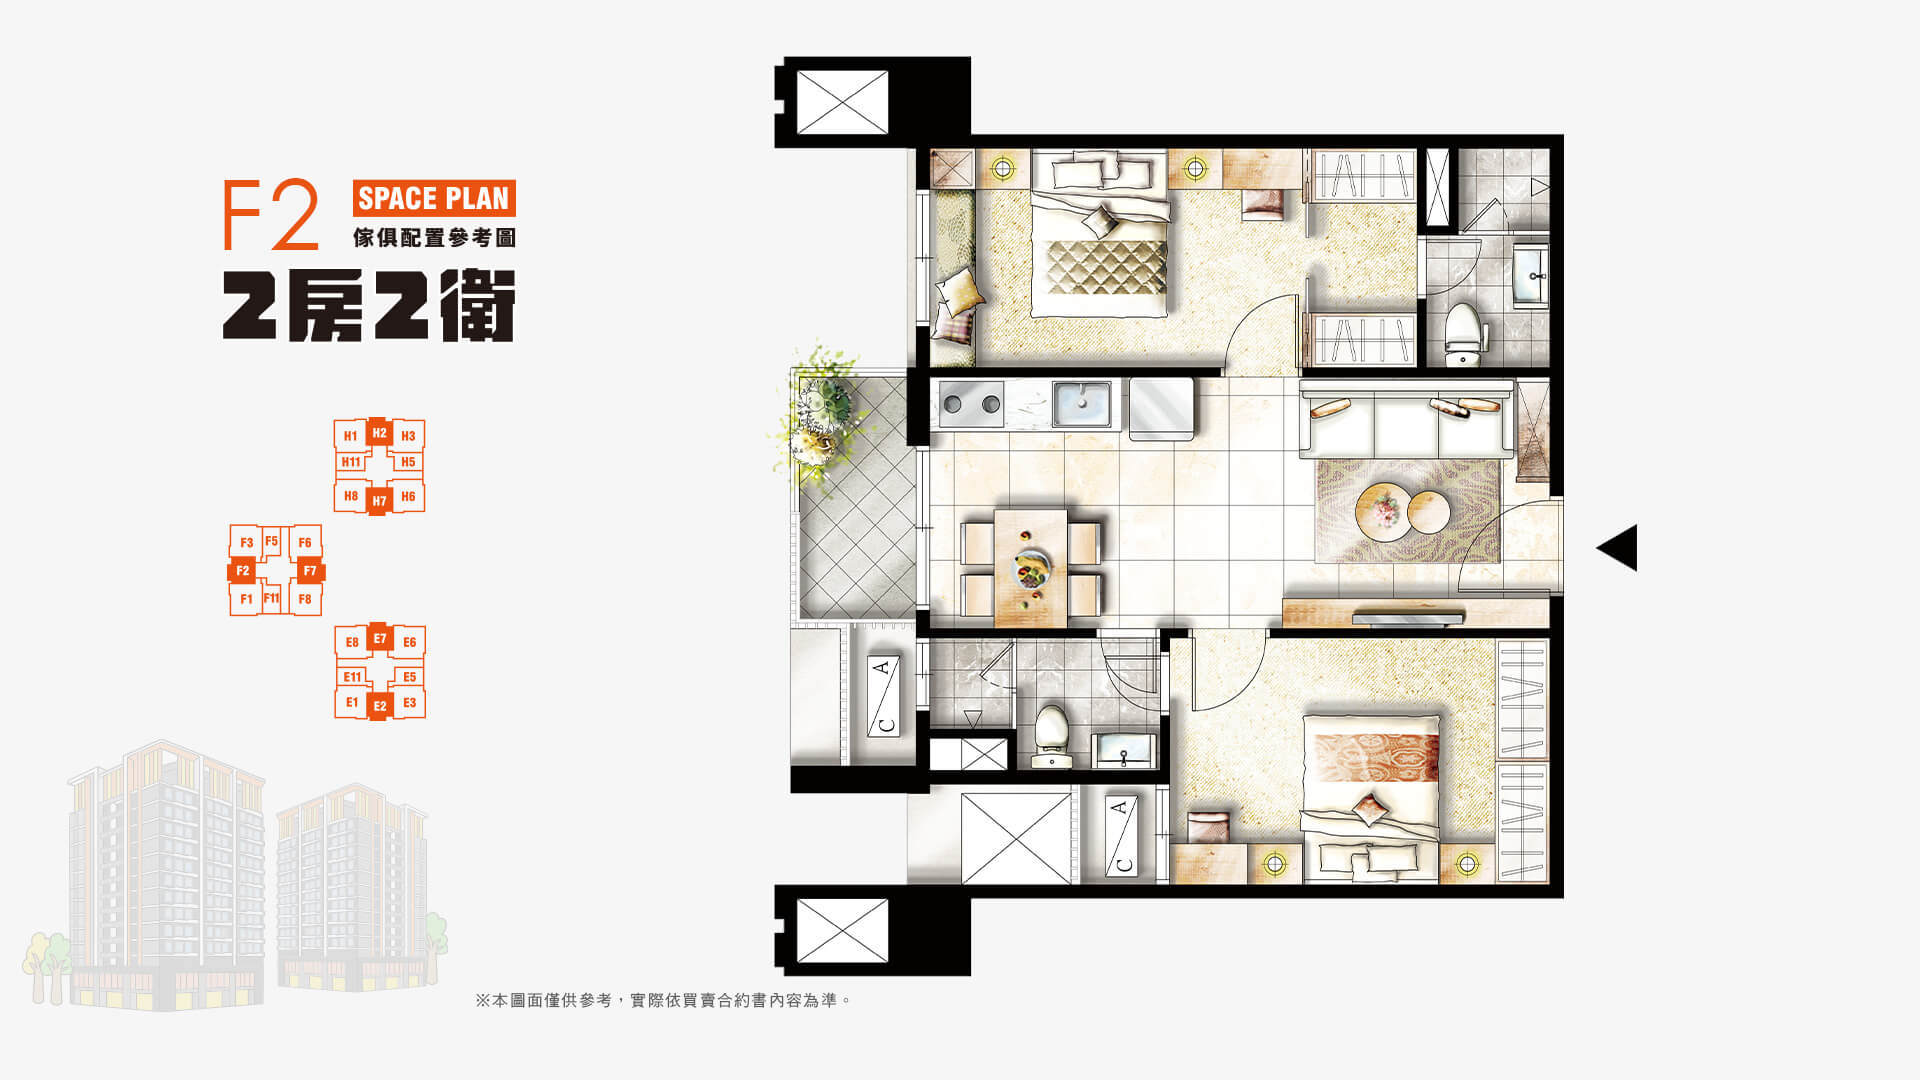 F2
SPACE PLAN
傢俱配置參考圖
2房2衛
H1 H2 H3
H11 H5
H8 H7 H6
F3 F5 F6
F2 F7
F1 F11 F8
E8 E7 E6
E11 E5
E1 E2 E3
A
C
A
C
※本圖面僅供參考，實際依買賣合約書內容為準。